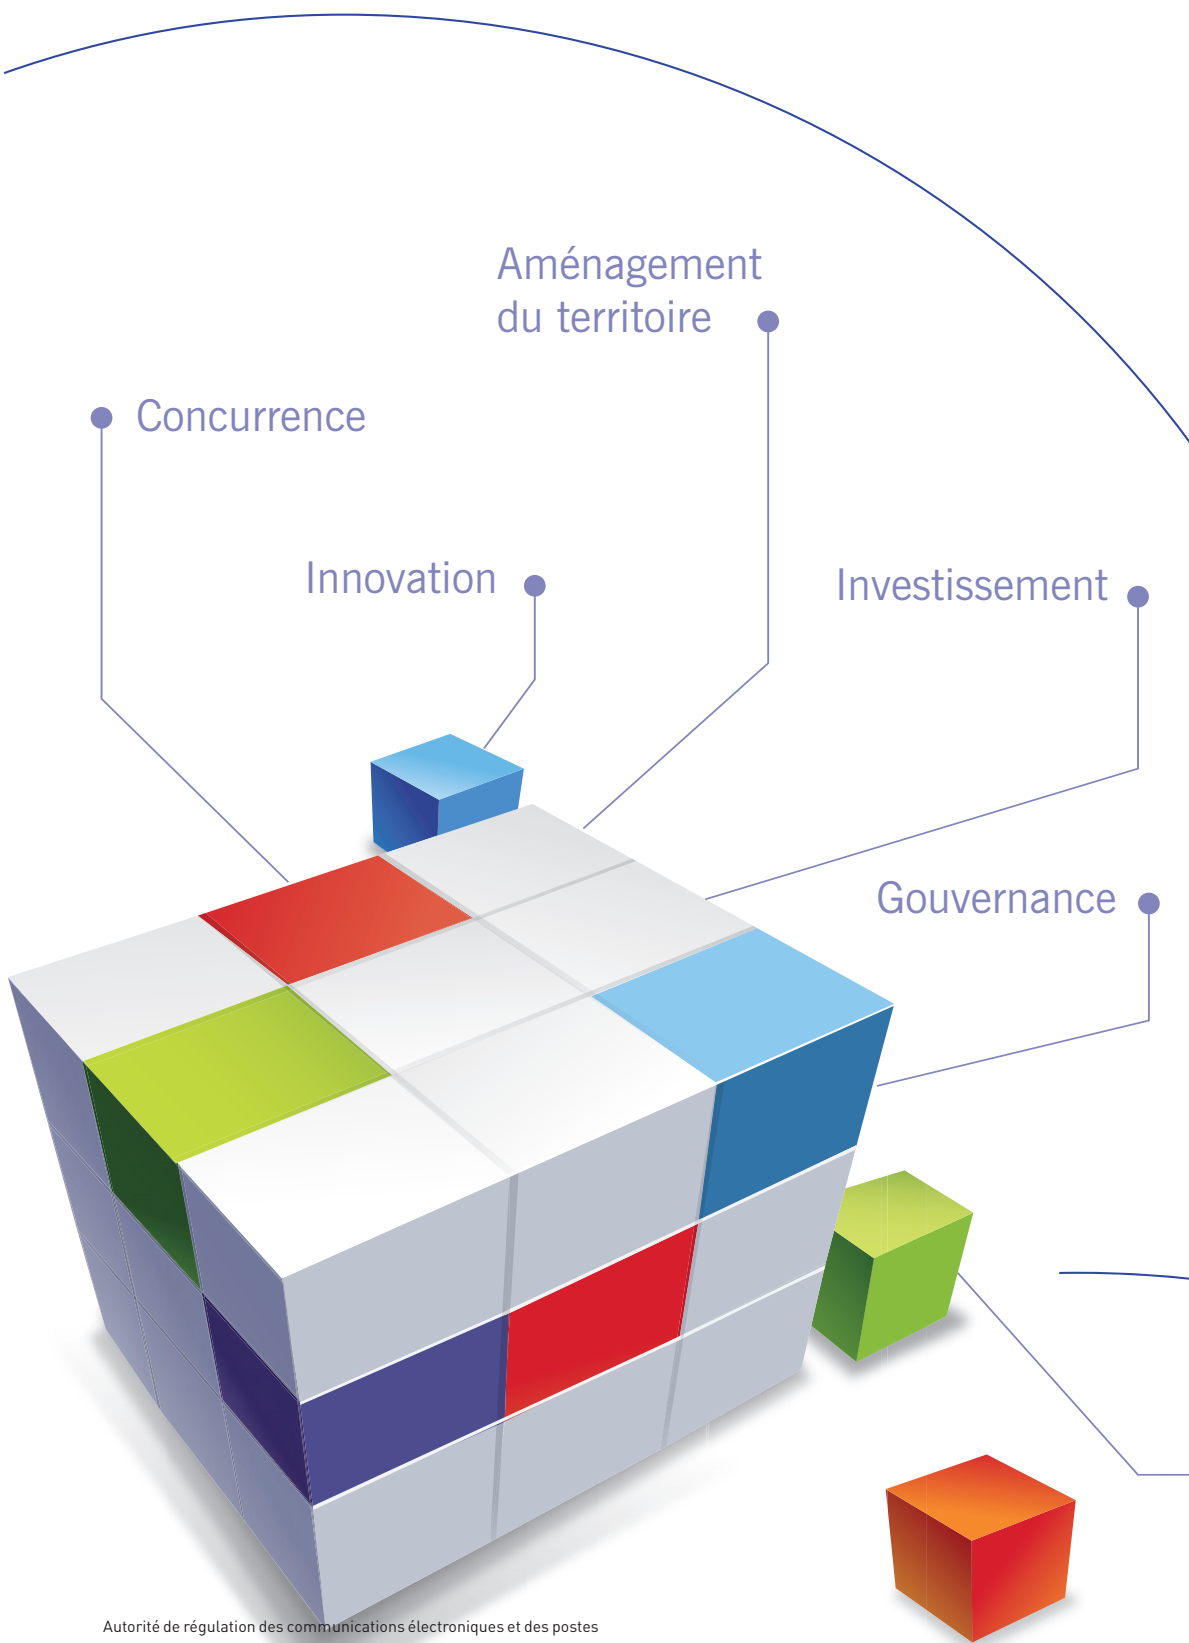 Aménagement
du territoire
Concurrence
Innovation
Investissement
Gouvernance
Autorité de régulation des communications électroniques et des postes